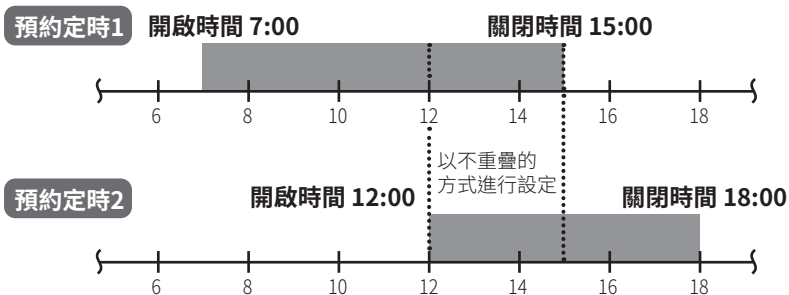 預約定時1 開啟時間 7:00 關閉時間 15:00
6 8 10 12 14 16 18
以不重疊的
方式進行設定
預約定時2 開啟時間 12:00 關閉時間 18:00
6 8 10 12 14 16 18